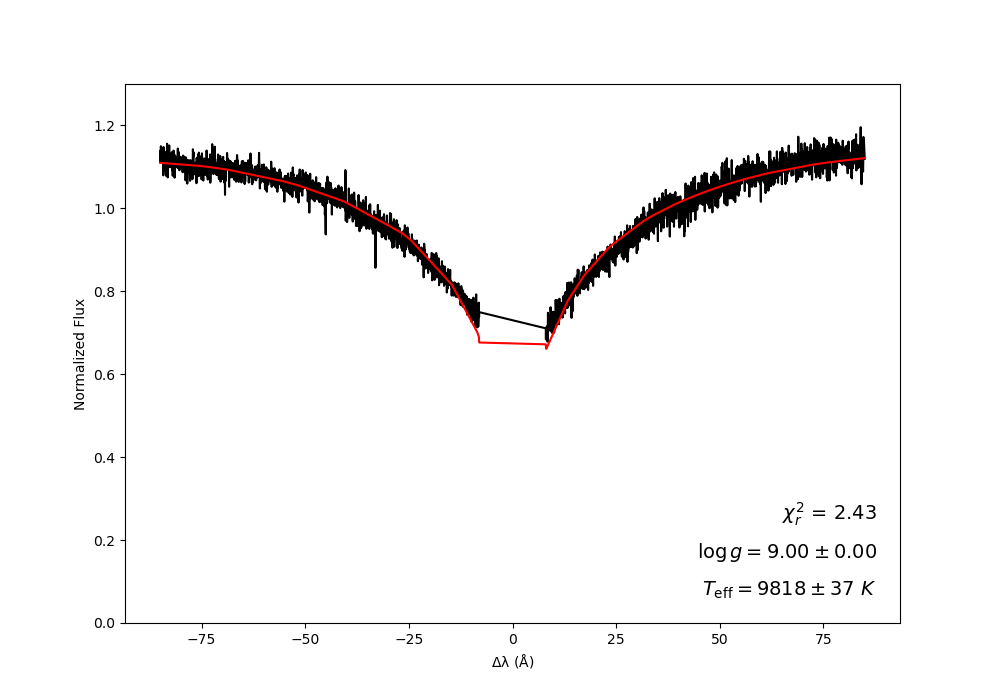 1.2
1.0
0.8
0.6
0.4
0.2
0.0
Normalized Flux
−75
−50
−25
0
25
50
75
Δλ (Å)
χ²ᵣ = 2.43
log g = 9.00 ± 0.00
T_eff = 9818 ± 37 K